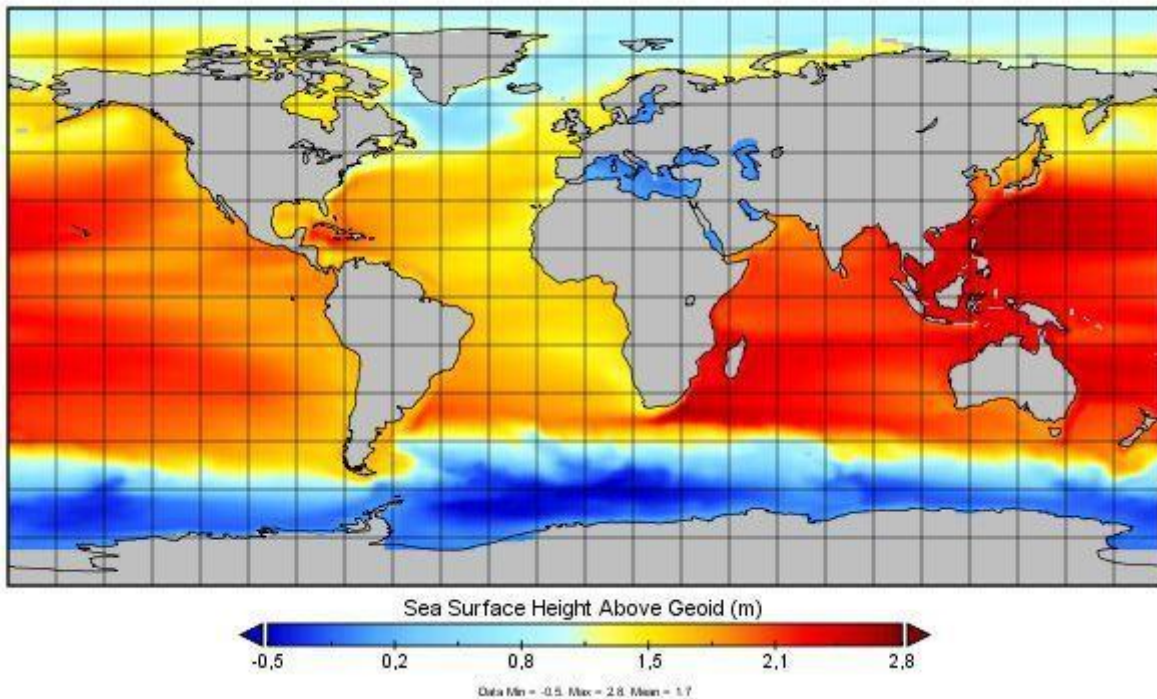 Sea Surface Height Above Geoid (m)
-0,5 0,2 0,8 1,5 2,1 2,8
Data Min = -0.5. Max = 2.8. Mean = 1.7